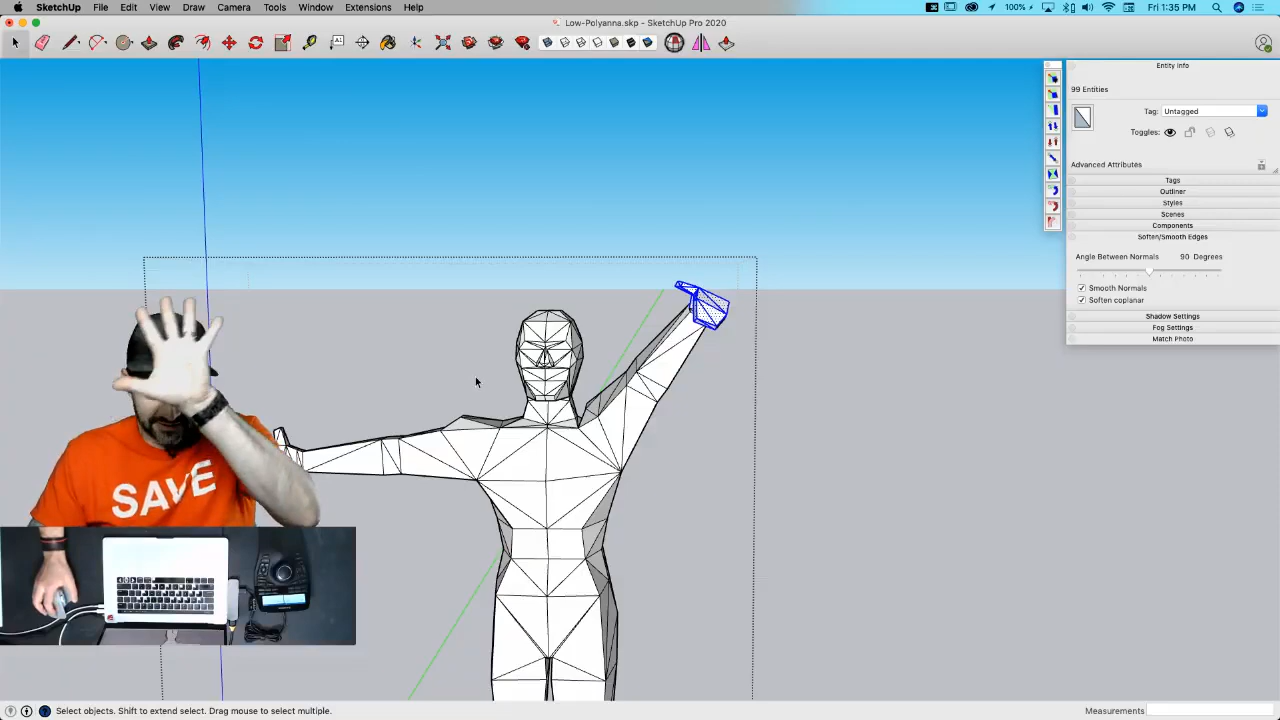 SketchUp File Edit View Draw Camera Tools Window Extensions Help
100% Fri 1:35 PM
Low-Polyanna.skp - SketchUp Pro 2020
Entity Info
99 Entities
Tag: Untagged
Toggles:
Advanced Attributes
Tags
Outliner
Styles
Scenes
Components
Soften/Smooth Edges
Angle Between Normals 90 Degrees
Smooth Normals
Soften coplanar
Shadow Settings
Fog Settings
Match Photo
SAVE
Select objects. Shift to extend select. Drag mouse to select multiple.
Measurements